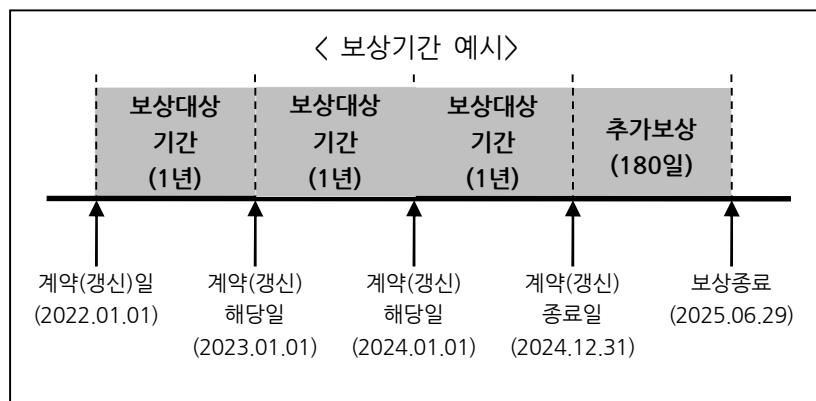 < 보상기간 예시>
보상대상
기간
(1년)
보상대상
기간
(1년)
보상대상
기간
(1년)
추가보상
(180일)
계약(갱신)일
(2022.01.01)
계약(갱신)
해당일
(2023.01.01)
계약(갱신)
해당일
(2024.01.01)
계약(갱신)
종료일
(2024.12.31)
보상종료
(2025.06.29)